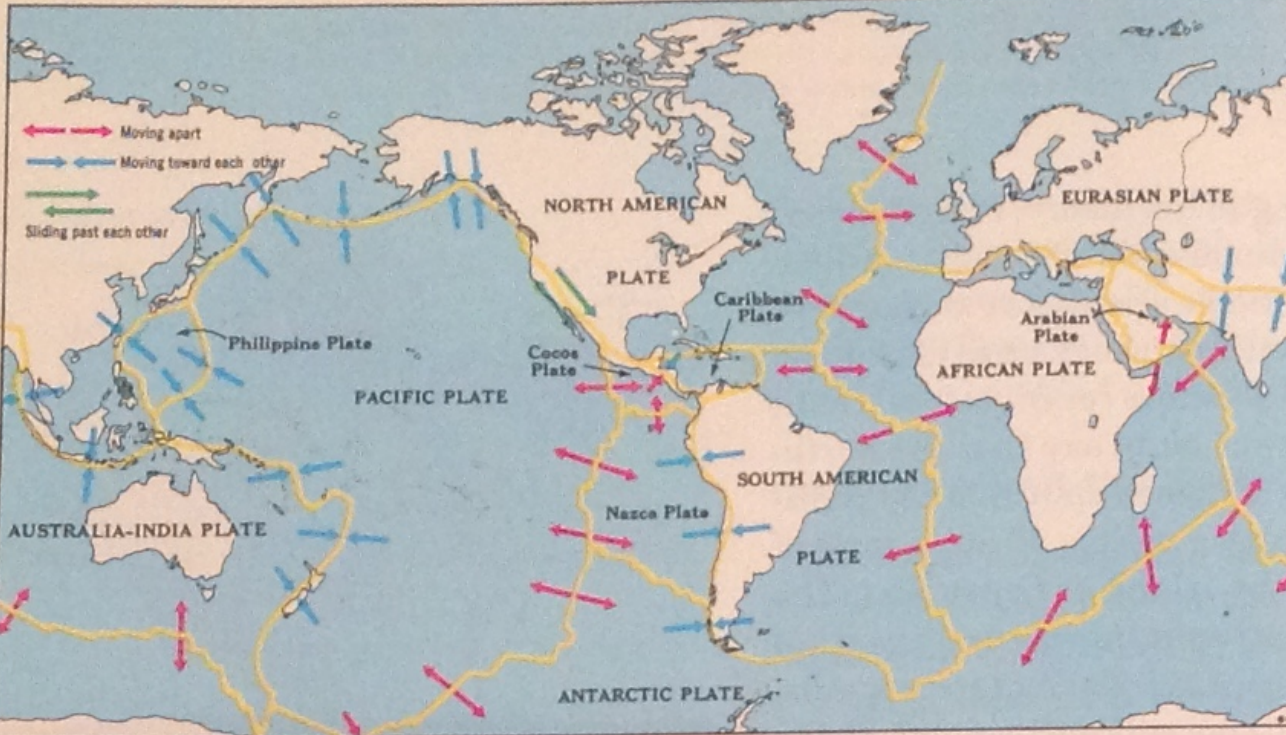 Moving apart
Moving toward each other
Sliding past each other
NORTH AMERICAN
PLATE
EURASIAN PLATE
Caribbean
Plate
Arabian
Plate
Philippine Plate
Cocos
Plate
AFRICAN PLATE
PACIFIC PLATE
SOUTH AMERICAN
PLATE
Nazca Plate
AUSTRALIA-INDIA PLATE
ANTARCTIC PLATE